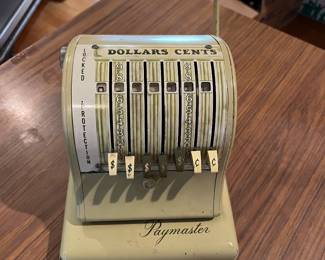 DOLLARS CENTS
LOCKED
PROTECTION
$ $ $ ¢ ¢
Paymaster